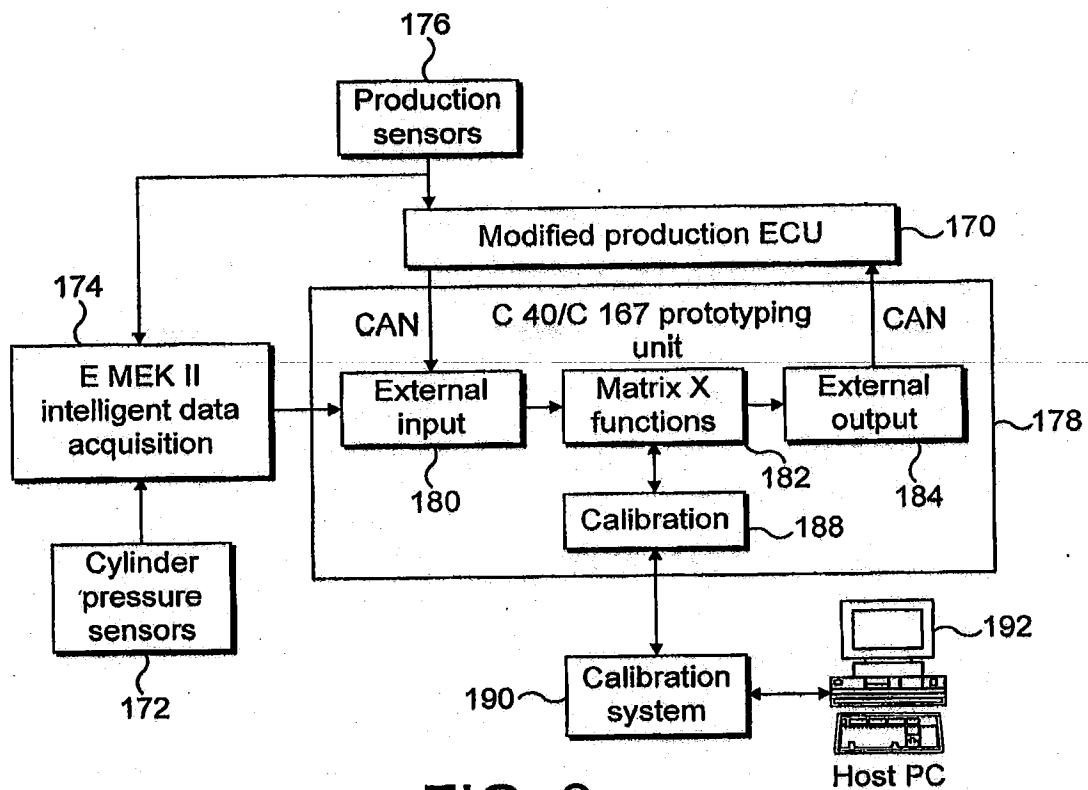 176
Production
sensors
Modified production ECU
170
174
CAN
C 40/C 167 prototyping
unit
CAN
E MEK II
intelligent data
acquisition
External
input
Matrix X
functions
External
output
178
180
182
184
Calibration
188
Cylinder
pressure
sensors
172
190
Calibration
system
192
Host PC